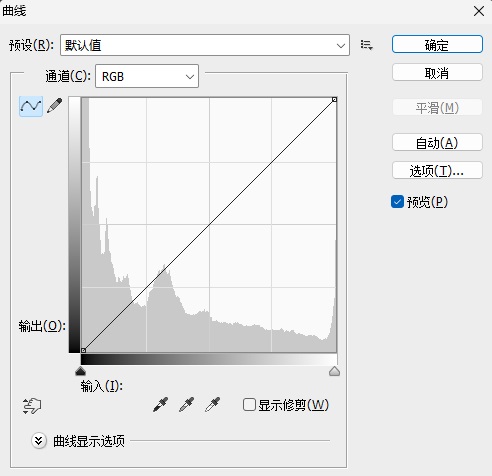 曲线
预设(R): 默认值
确定
通道(C): RGB
取消
平滑(M)
自动(A)
选项(T)...
预览(P)
输出(O):
输入(I):
显示修剪(W)
曲线显示选项